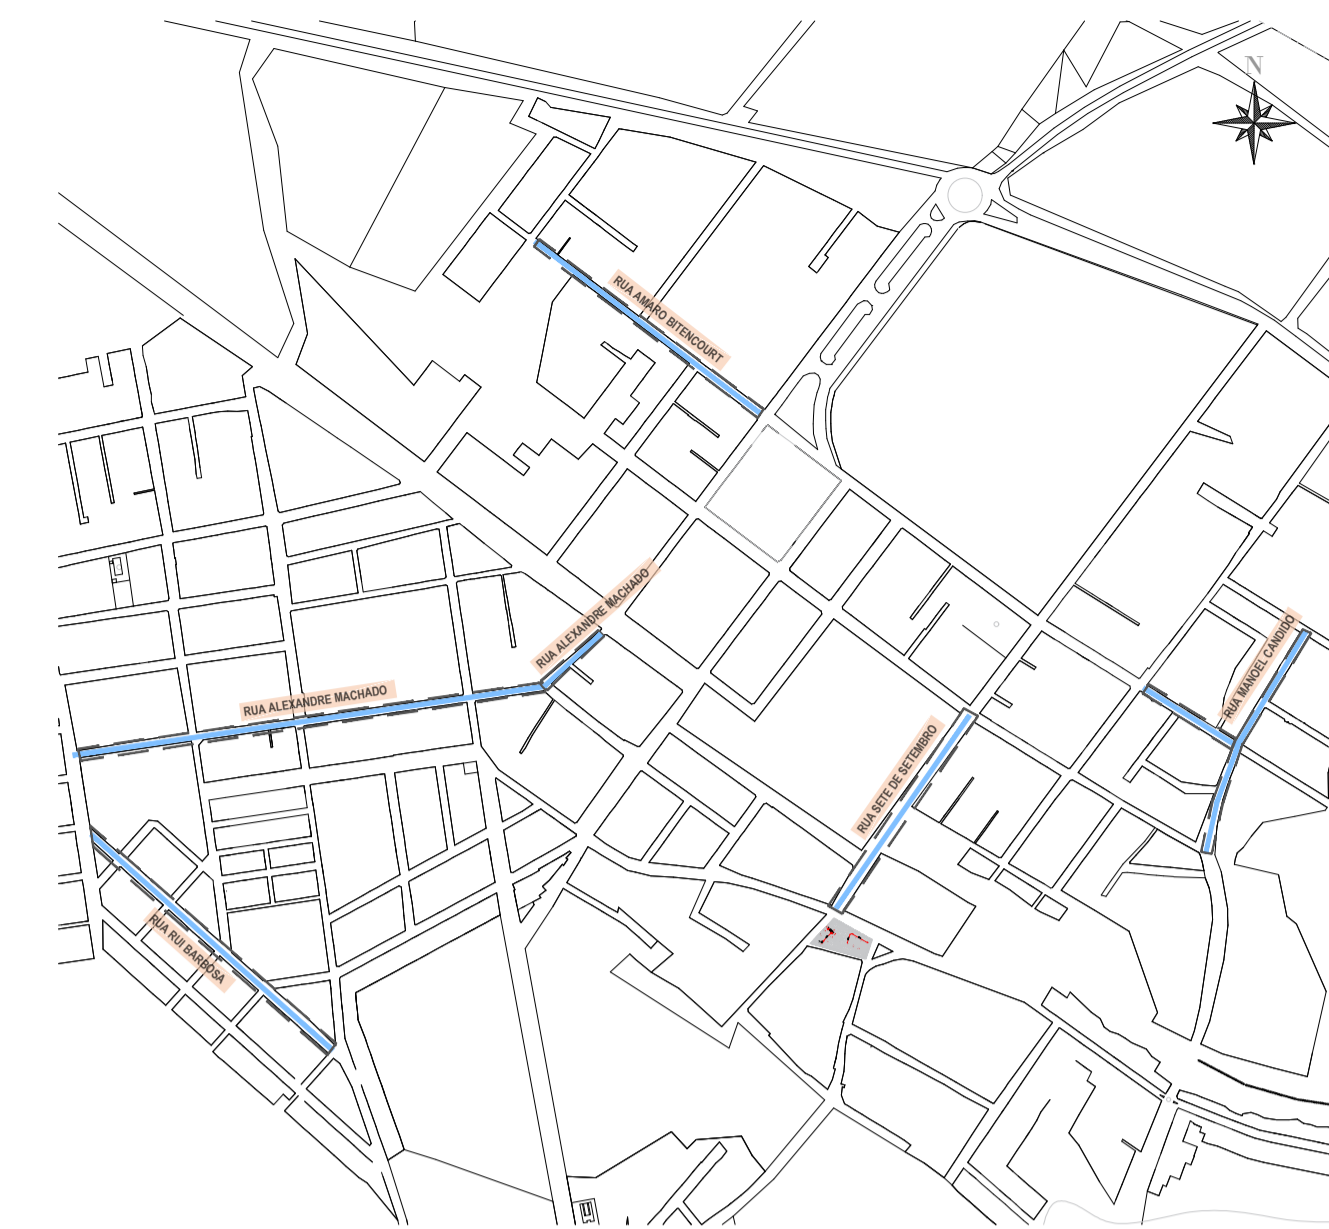 N
RUA AMARO BITENCOURT
RUA ALEXANDRE MACHADO
RUA ALEXANDRE MACHADO
RUA MANOEL CANDIDO
RUA SETE DE SETEMBRO
RUA RUI BARBOSA